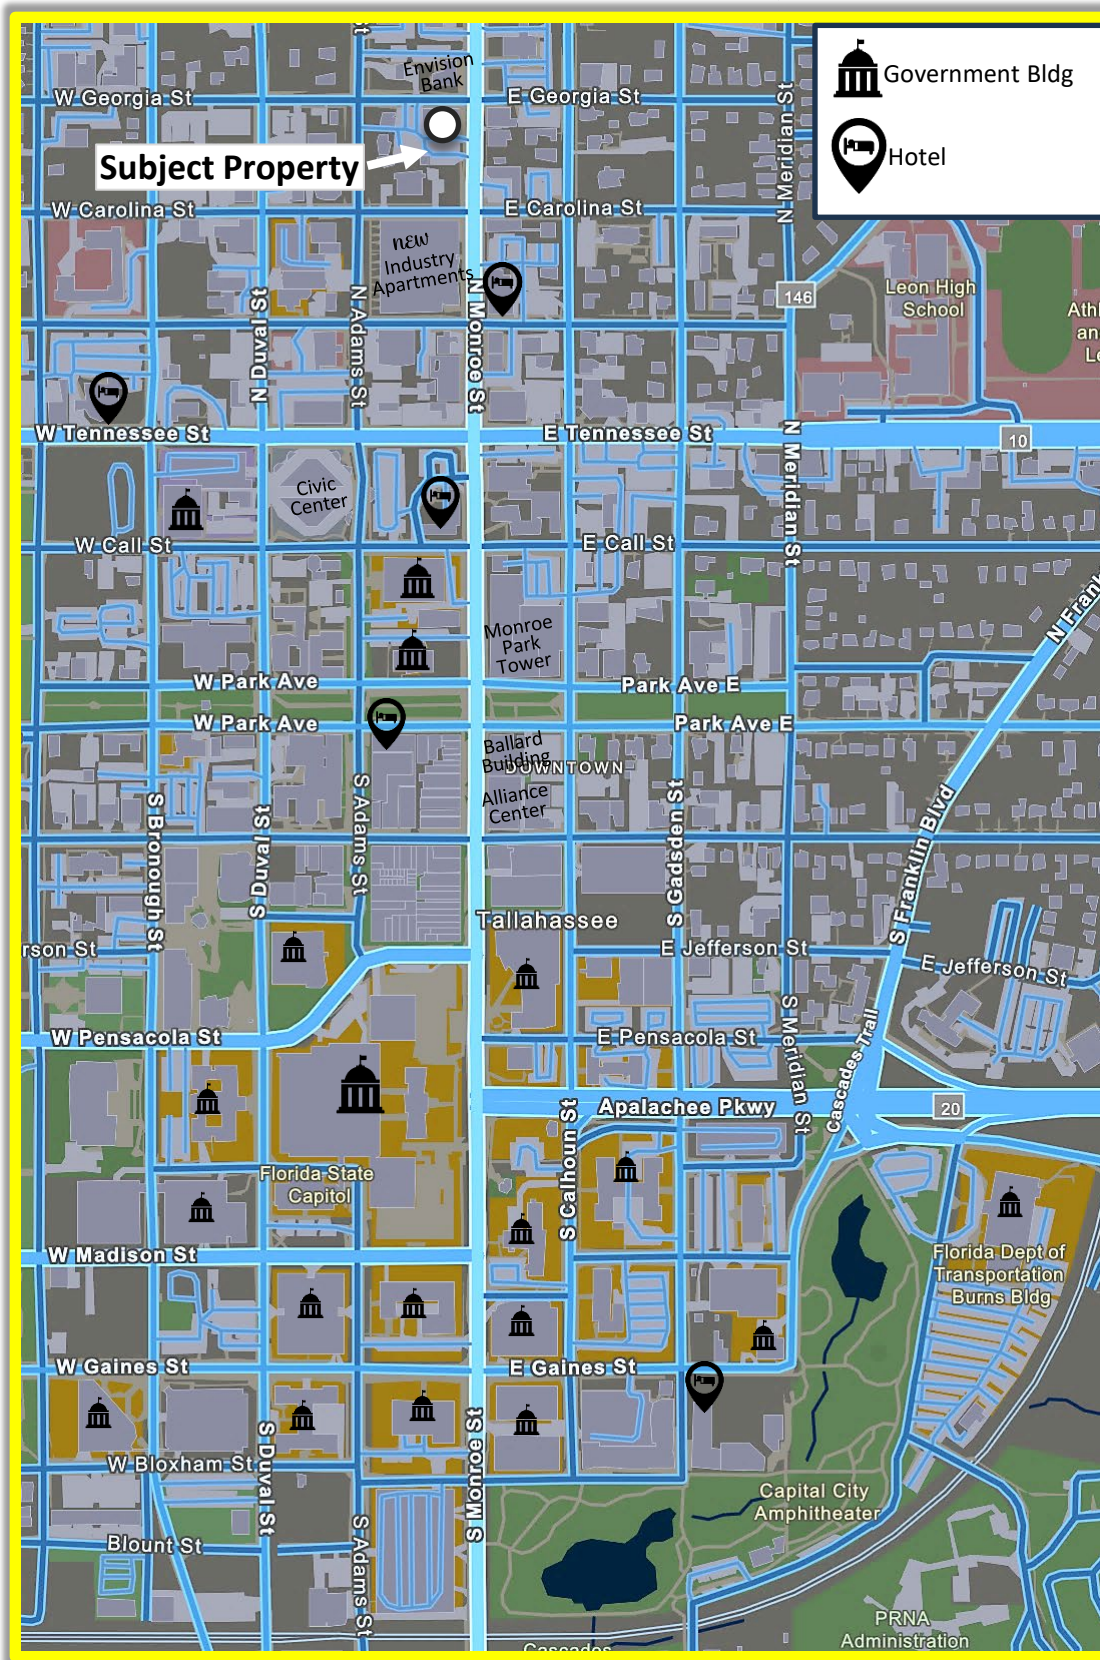 St
Envision
Bank
Government Bldg
W Georgia St
E Georgia St
N Meridian St
Hotel
Subject Property
W Carolina St
E Carolina St
NEW
Industry
Apartments
N Duval St
N Adams St
N Monroe St
146
Leon High
School
W Tennessee St
E Tennessee St
10
N Meridian St
Civic
Center
W Call St
E Call St
Monroe
Park
Tower
W Park Ave
Park Ave E
W Park Ave
Park Ave E
Ballard
Building
DOWNTOWN
Alliance
Center
S Bronough St
S Duval St
S Adams St
S Gadsden St
S Franklin Blvd
Tallahassee
rson St
E Jefferson St
E Jefferson St
W Pensacola St
E Pensacola St
S Meridian St
Cascades Trail
Apalachee Pkwy
20
S Calhoun St
Florida State
Capitol
W Madison St
Florida Dept of
Transportation
Burns Bldg
W Gaines St
E Gaines St
S Duval St
S Monroe St
W Bloxham St
Capital City
Amphitheater
Blount St
S Adams St
PRNA
Administration
Cascades